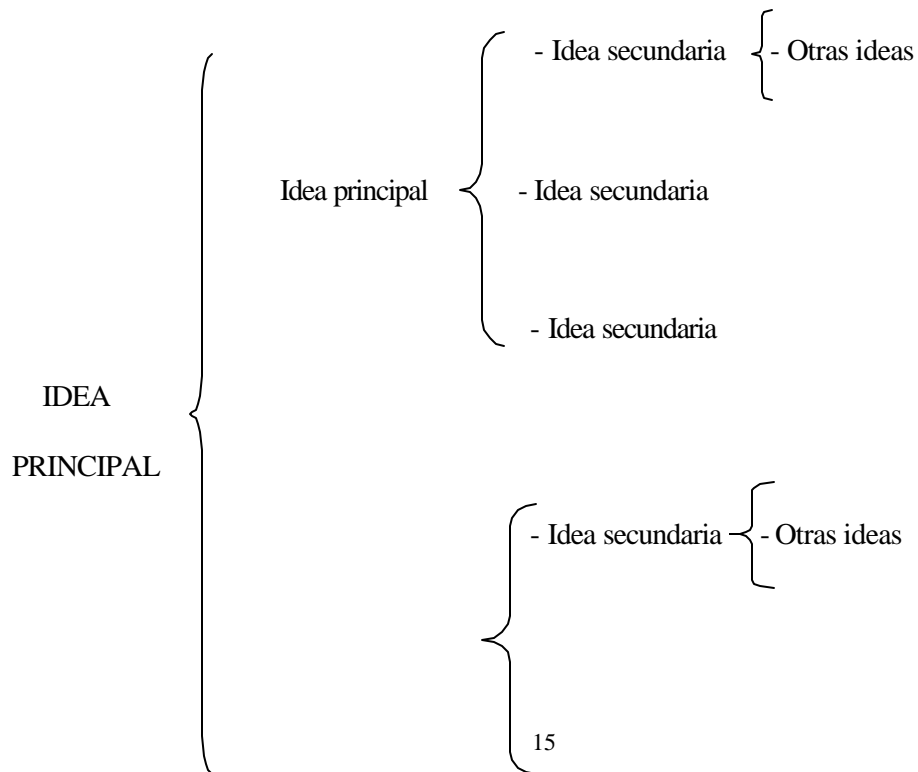 - Idea secundaria - Otras ideas
Idea principal - Idea secundaria
- Idea secundaria
IDEA
PRINCIPAL
- Idea secundaria - Otras ideas
15